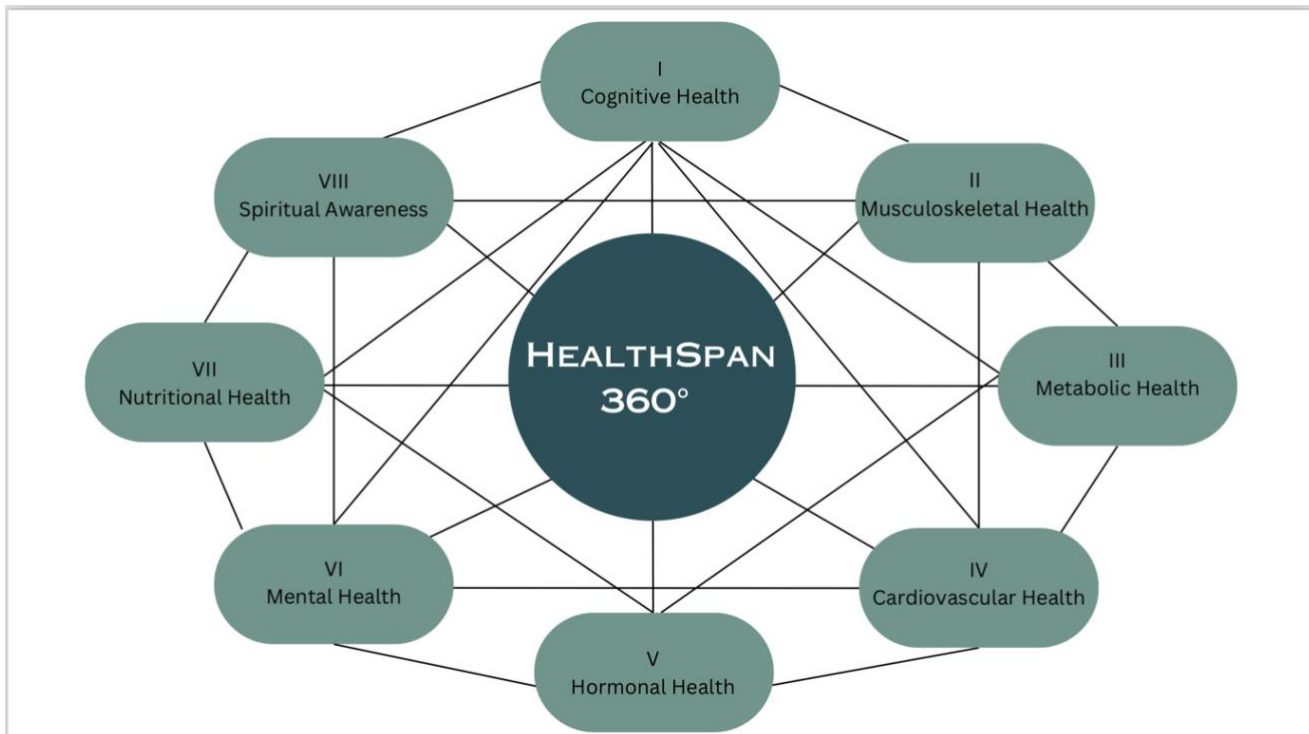 I
Cognitive Health
VIII
Spiritual Awareness
II
Musculoskeletal Health
HEALTHSPAN
360°
VII
Nutritional Health
III
Metabolic Health
VI
Mental Health
IV
Cardiovascular Health
V
Hormonal Health